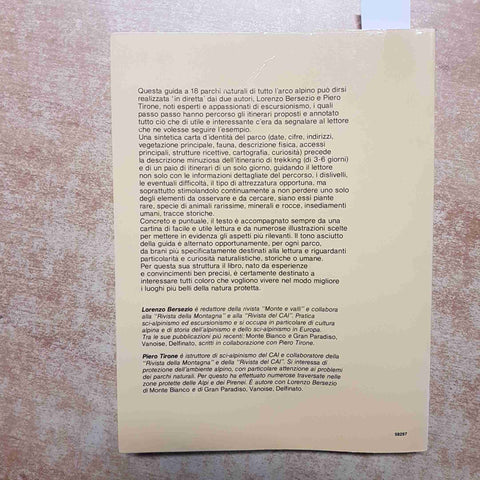 Questa guida a 18 parchi naturali di tutto l'arco alpino può dirsi
realizzata 'in diretta' dai due autori, Lorenzo Bersezio e Piero
Tirone, noti esperti e appassionati di escursionismo, i quali
passo passo hanno percorso gli itinerari proposti e annotato
tutto ciò che di utile e interessante c'era da segnalare al lettore
che ne volesse seguire l'esempio.
Una sintetica carta d'identità del parco (date, cifre, indirizzi,
vegetazione principale, fauna, descrizione fisica, accessi
principali, strutture ricettive, cartografia, curiosità) precede
la descrizione minuziosa dell'itinerario di trekking (di 3-6 giorni)
e di un paio di itinerari di un solo giorno, guidando il lettore
non solo con le informazioni dettagliate del percorso, i dislivelli,
le eventuali difficoltà, il tipo di attrezzatura opportuna, ma
soprattutto stimolandolo continuamente a non perdere uno solo
degli elementi da osservare e da cercare, siano essi piante
rare, specie di animali rarissime, minerali e rocce, insediamenti
umani, tracce storiche.
Concreto e puntuale, il testo è accompagnato sempre da una
cartina di facile e utile lettura e da numerose illustrazioni scelte
per mettere in evidenza gli aspetti più rilevanti. Il tono asciutto
della guida è alternato opportunamente, per ogni parco,
da brani più specificatamente destinati alla lettura e riguardanti
particolarità e curiosità naturalistiche, storiche o umane.
Per questa sua struttura il libro, nato da esperienze
e convincimenti ben precisi, è certamente destinato a
interessare tutti coloro che vogliono vivere nel modo migliore
i luoghi più belli della natura protetta.
Lorenzo Bersezio è redattore della rivista "Monte e valli" e collabora
alla "Rivista della Montagna" e alla "Rivista del CAI". Pratica
sci-alpinismo ed escursionismo e si occupa in particolare di cultura
alpina e di storia dell'alpinismo e dello sci-alpinismo in Europa.
Tra le sue pubblicazioni più recenti: Monte Bianco e Gran Paradiso,
Vanoise, Delfinato, scritti in collaborazione con Piero Tirone.
Piero Tirone è istruttore di sci-alpinismo del CAI e collaboratore della
"Rivista della Montagna" e della "Rivista del CAI". Si interessa di
protezione dell'ambiente alpino, con particolare attenzione ai problemi
dei parchi naturali. Per questo ha effettuato numerose traversate nelle
zone protette delle Alpi e dei Pirenei. È autore con Lorenzo Bersezio
di Monte Bianco e di Gran Paradiso, Vanoise, Delfinato.
58297